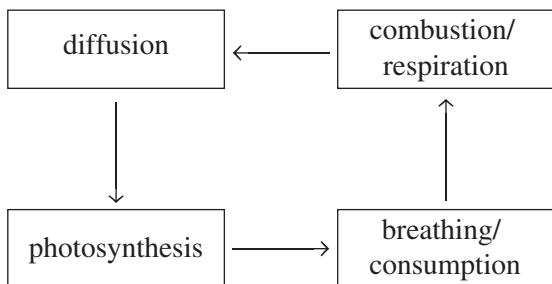 diffusion
combustion/
respiration
photosynthesis
breathing/
consumption